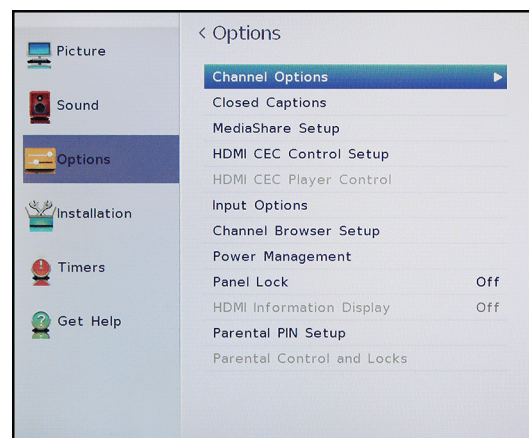 < Options
Picture
Sound
Options
Installation
Timers
Get Help
Channel Options
Closed Captions
MediaShare Setup
HDMI CEC Control Setup
HDMI CEC Player Control
Input Options
Channel Browser Setup
Power Management
Panel Lock Off
HDMI Information Display Off
Parental PIN Setup
Parental Control and Locks